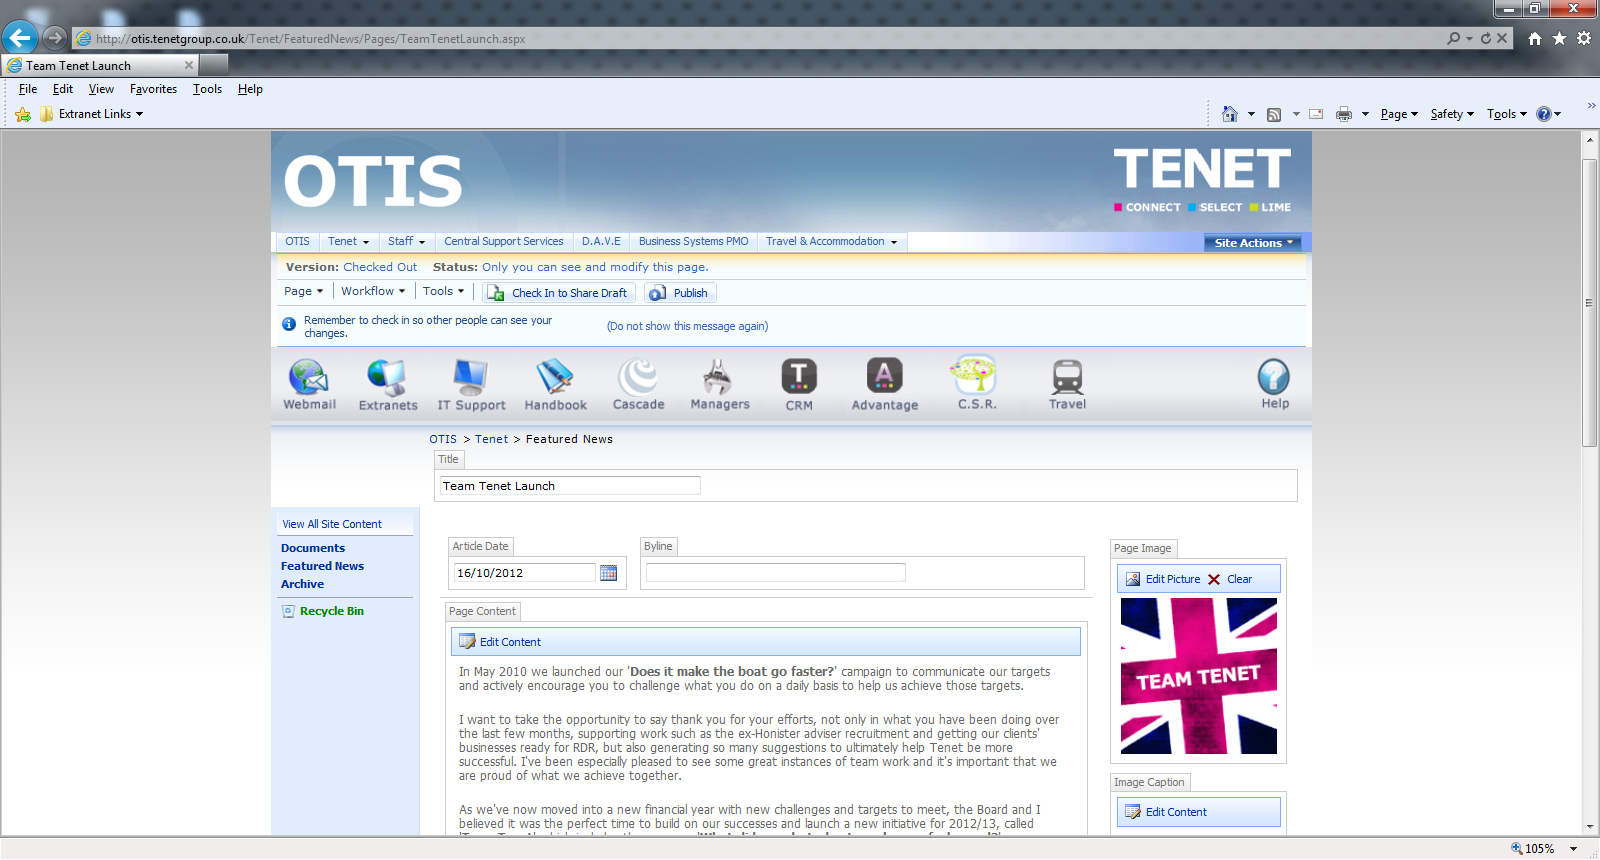 http://otis.tenetgroup.co.uk/Tenet/FeaturedNews/Pages/TeamTenetLaunch.aspx
Team Tenet Launch
File Edit View Favorites Tools Help
Extranet Links
Page Safety Tools
OTIS
TENET
CONNECT SELECT LIME
OTIS Tenet Staff Central Support Services D.A.V.E Business Systems PMO Travel & Accommodation Site Actions
Version: Checked Out Status: Only you can see and modify this page.
Page Workflow Tools Check In to Share Draft Publish
Remember to check in so other people can see your
changes.
(Do not show this message again)
T A
Webmail Extranets IT Support Handbook Cascade Managers CRM Advantage C.S.R. Travel Help
OTIS > Tenet > Featured News
Title
Team Tenet Launch
View All Site Content
Documents
Featured News
Archive
Recycle Bin
Article Date
16/10/2012
Byline
Page Content
Edit Content
In May 2010 we launched our 'Does it make the boat go faster?' campaign to communicate our targets
and actively encourage you to challenge what you do on a daily basis to help us achieve those targets.
I want to take the opportunity to say thank you for your efforts, not only in what you have been doing over
the last few months, supporting work such as the ex-Honister adviser recruitment and getting our clients'
businesses ready for RDR, but also generating so many suggestions to ultimately help Tenet be more
successful. I've been especially pleased to see some great instances of team work and it's important that we
are proud of what we achieve together.
As we've now moved into a new financial year with new challenges and targets to meet, the Board and I
believed it was the perfect time to build on our successes and launch a new initiative for 2012/13, called
Page Image
Edit Picture Clear
TEAM TENET
Image Caption
Edit Content
105%